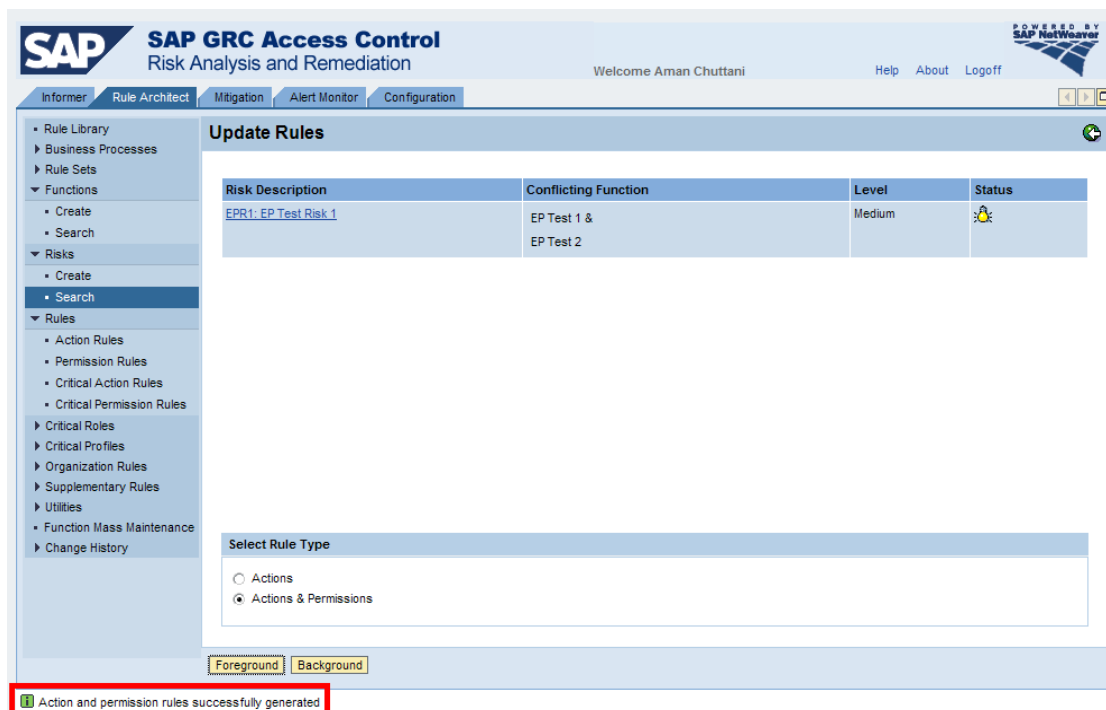 SAP
SAP GRC Access Control
Risk Analysis and Remediation
Welcome Aman Chuttani
Help About Logoff
POWERED BY
SAP NetWeaver
Informer Rule Architect Mitigation Alert Monitor Configuration
Rule Library
Business Processes
Rule Sets
Functions
Create
Search
Risks
Create
Search
Rules
Action Rules
Permission Rules
Critical Action Rules
Critical Permission Rules
Critical Roles
Critical Profiles
Organization Rules
Supplementary Rules
Utilities
Function Mass Maintenance
Change History
Update Rules
Risk Description Conflicting Function Level Status
EPR1: EP Test Risk 1 EP Test 1 & Medium
EP Test 2
Select Rule Type
Actions
Actions & Permissions
Foreground Background
Action and permission rules successfully generated